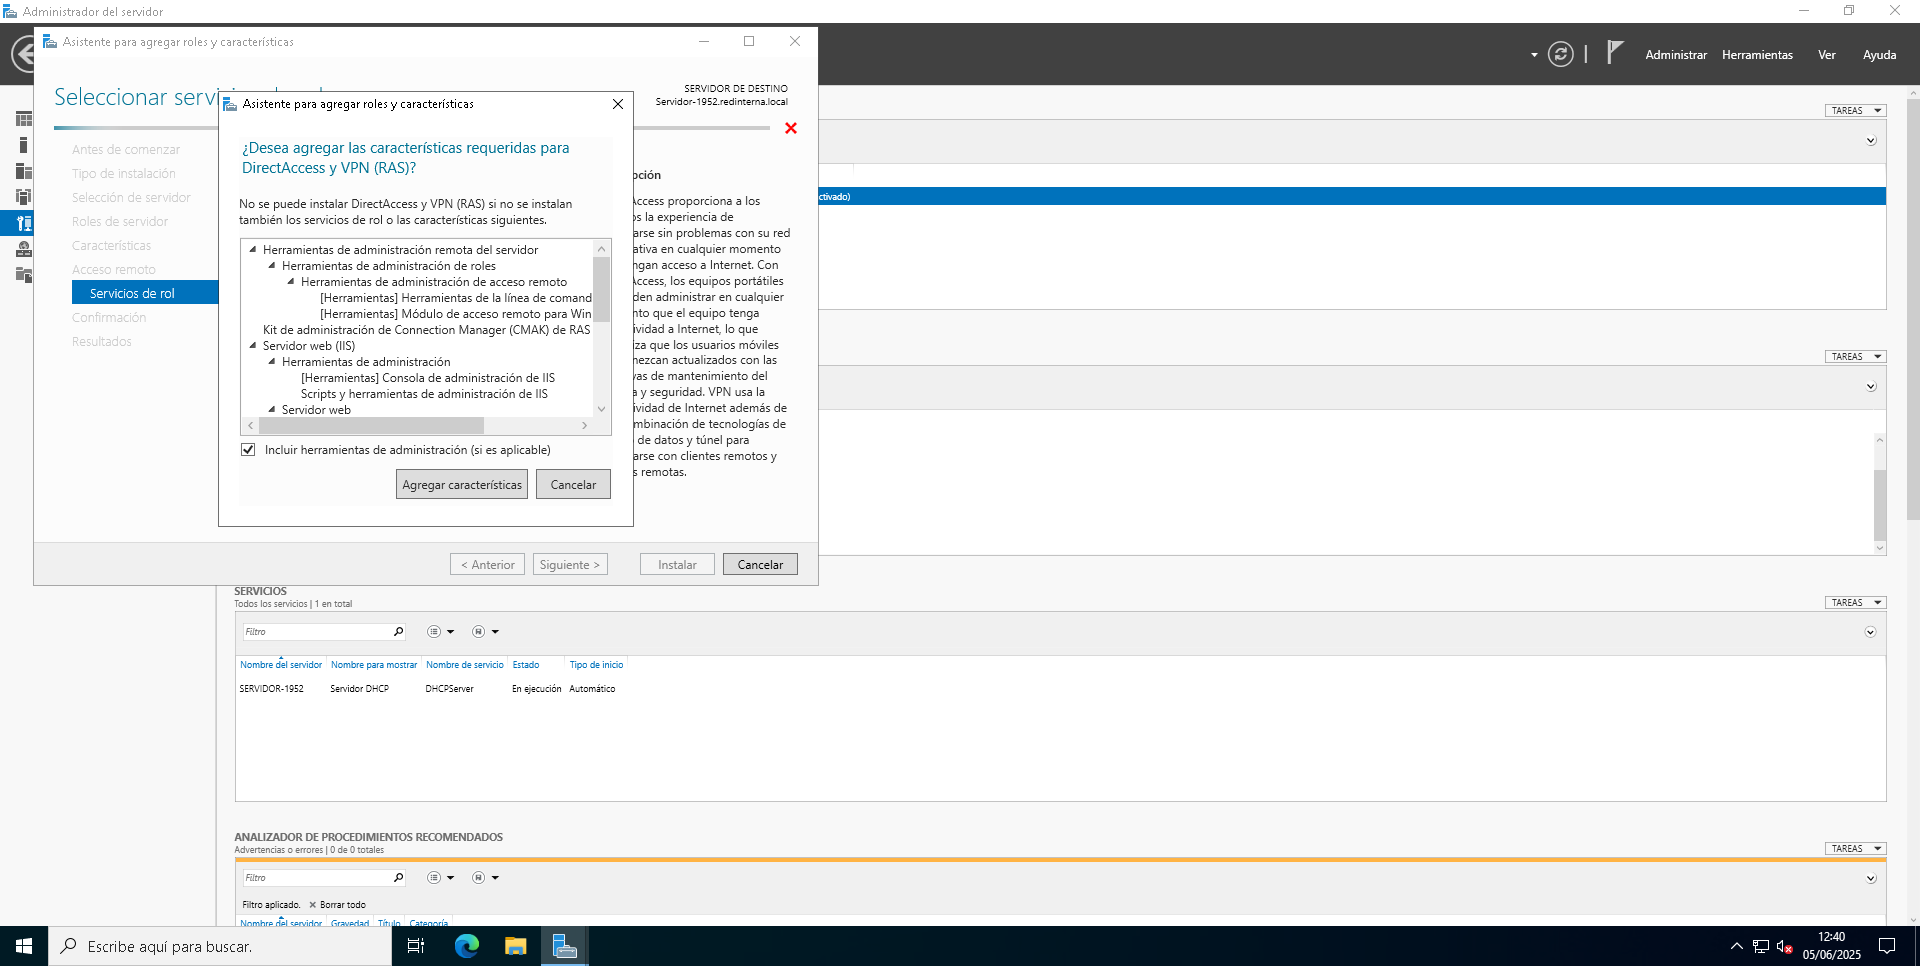 Administrador del servidor
Administrar Herramientas Ver Ayuda
Asistente para agregar roles y características
Seleccionar servi
SERVIDOR DE DESTINO
Servidor-1952.redinterna.local
Antes de comenzar
Tipo de instalación
Selección de servidor
Roles de servidor
Características
Acceso remoto
Servicios de rol
Confirmación
Resultados
Asistente para agregar roles y características
¿Desea agregar las características requeridas para
DirectAccess y VPN (RAS)?
No se puede instalar DirectAccess y VPN (RAS) si no se instalan
también los servicios de rol o las características siguientes.
Herramientas de administración remota del servidor
Herramientas de administración de roles
Herramientas de administración de acceso remoto
[Herramientas] Herramientas de la línea de comand
[Herramientas] Módulo de acceso remoto para Win
Kit de administración de Connection Manager (CMAK) de RAS
Servidor web (IIS)
Herramientas de administración
[Herramientas] Consola de administración de IIS
Scripts y herramientas de administración de IIS
Servidor web
Incluir herramientas de administración (si es aplicable)
Agregar características
Cancelar
pción
Access proporciona a los
os la experiencia de
arse sin problemas con su red
ativa en cualquier momento
ngan acceso a Internet. Con
Access, los equipos portátiles
den administrar en cualquier
nto que el equipo tenga
ividad a Internet, lo que
za que los usuarios móviles
nezcan actualizados con las
vas de mantenimiento del
a y seguridad. VPN usa la
ividad de Internet además de
mbinación de tecnologías de
de datos y túnel para
arse con clientes remotos y
s remotas.
< Anterior
Siguiente >
Instalar
Cancelar
TAREAS
ctivado)
TAREAS
SERVICIOS
Todos los servicios | 1 en total
TAREAS
Filtro
Nombre del servidor Nombre para mostrar Nombre de servicio Estado Tipo de inicio
SERVIDOR-1952 Servidor DHCP DHCPServer En ejecución Automático
ANALIZADOR DE PROCEDIMIENTOS RECOMENDADOS
Advertencias o errores | 0 de 0 totales
TAREAS
Filtro
Filtro aplicado. Borrar todo
Nombre del servidor Gravedad Título Categoría
Escribe aquí para buscar.
12:40
05/06/2025